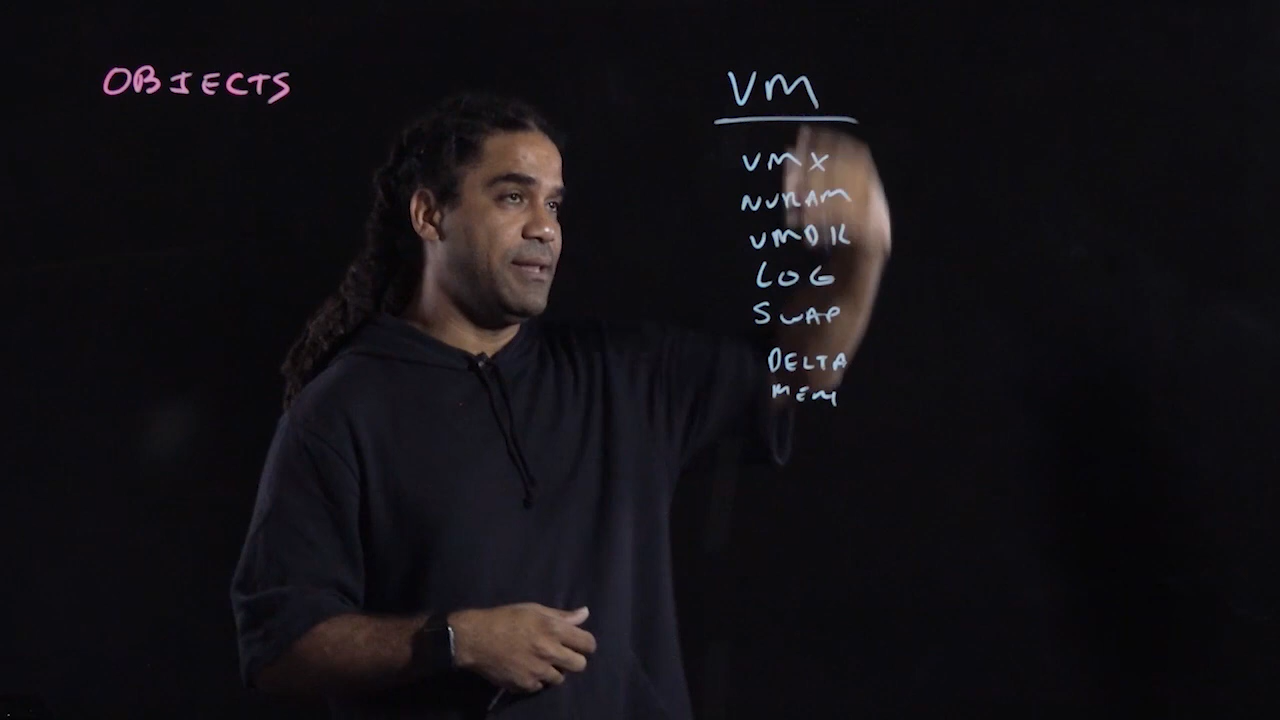 OBJECTS
VM
VMX
NVRAM
VMDK
LOG
SWAP
DELTA
MEM